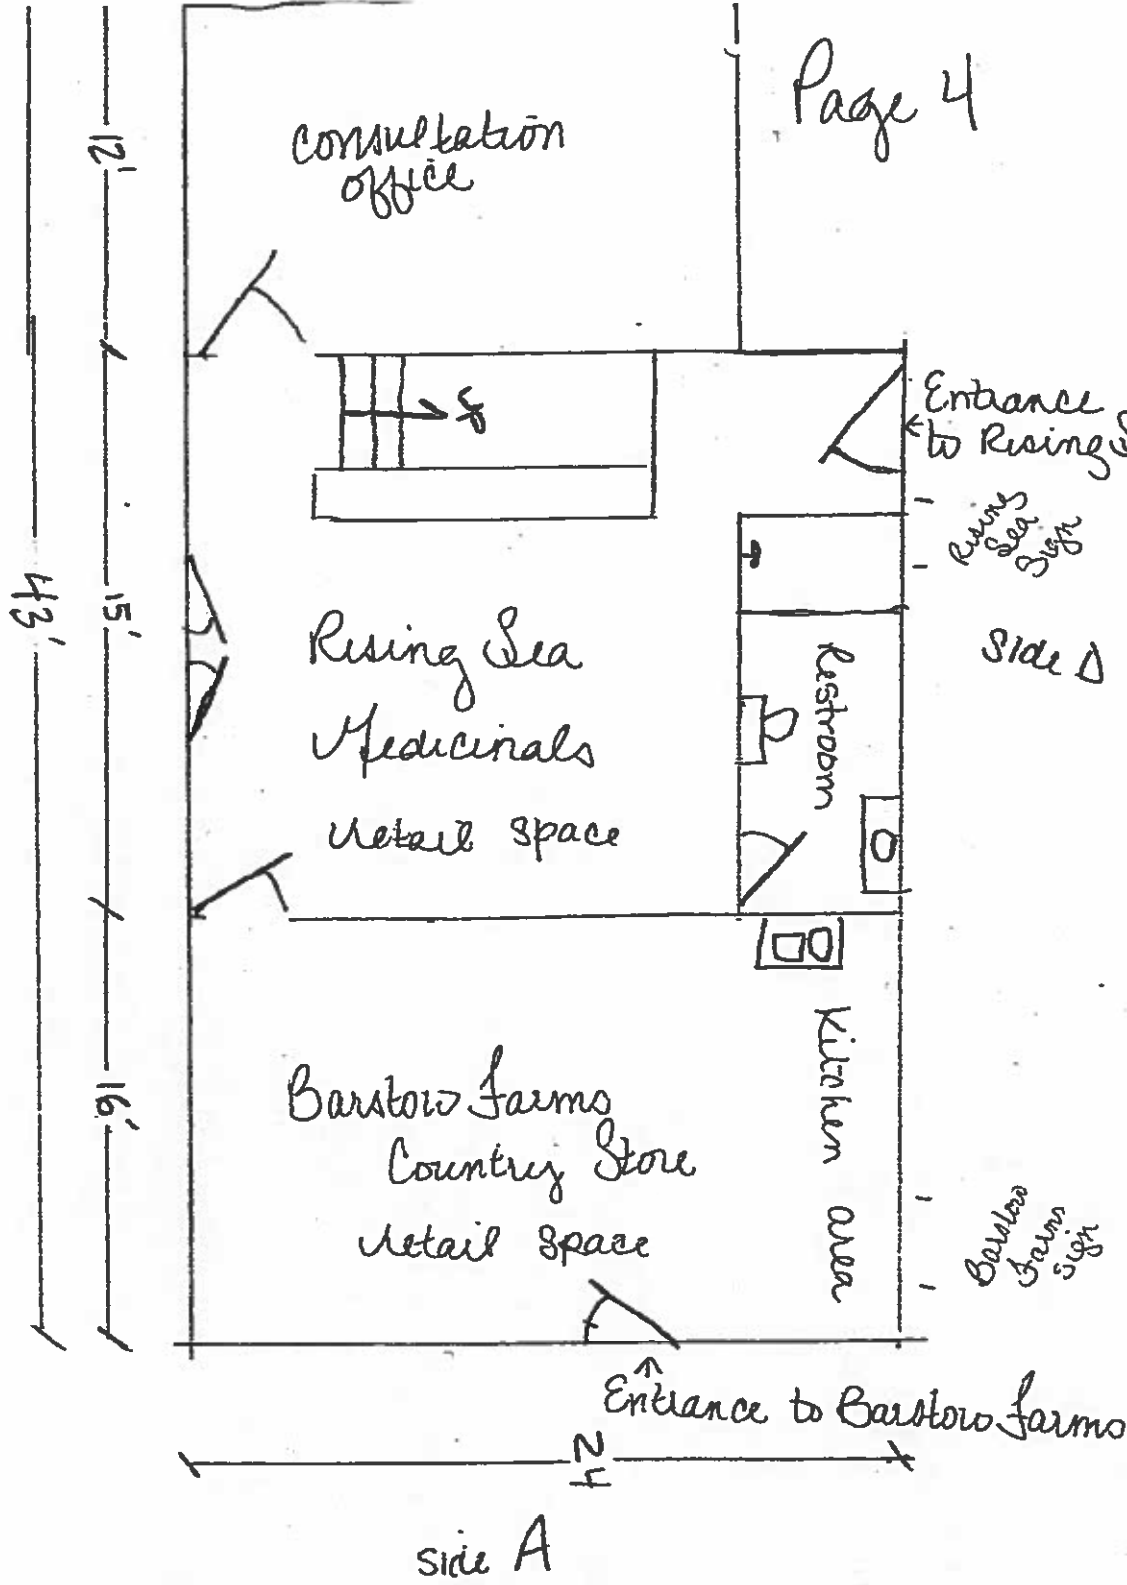 Page 4
12'
consultation
office
Entrance
to Rising S
Rising
Sea
Sign
15'
43'
Side D
Rising Sea
Medicinals
retail space
Restroom
16'
Kitchen area
Barstow Farms
Country Store
retail space
Barstow
Farms
sign
Entrance to Barstow Farms
24
side A